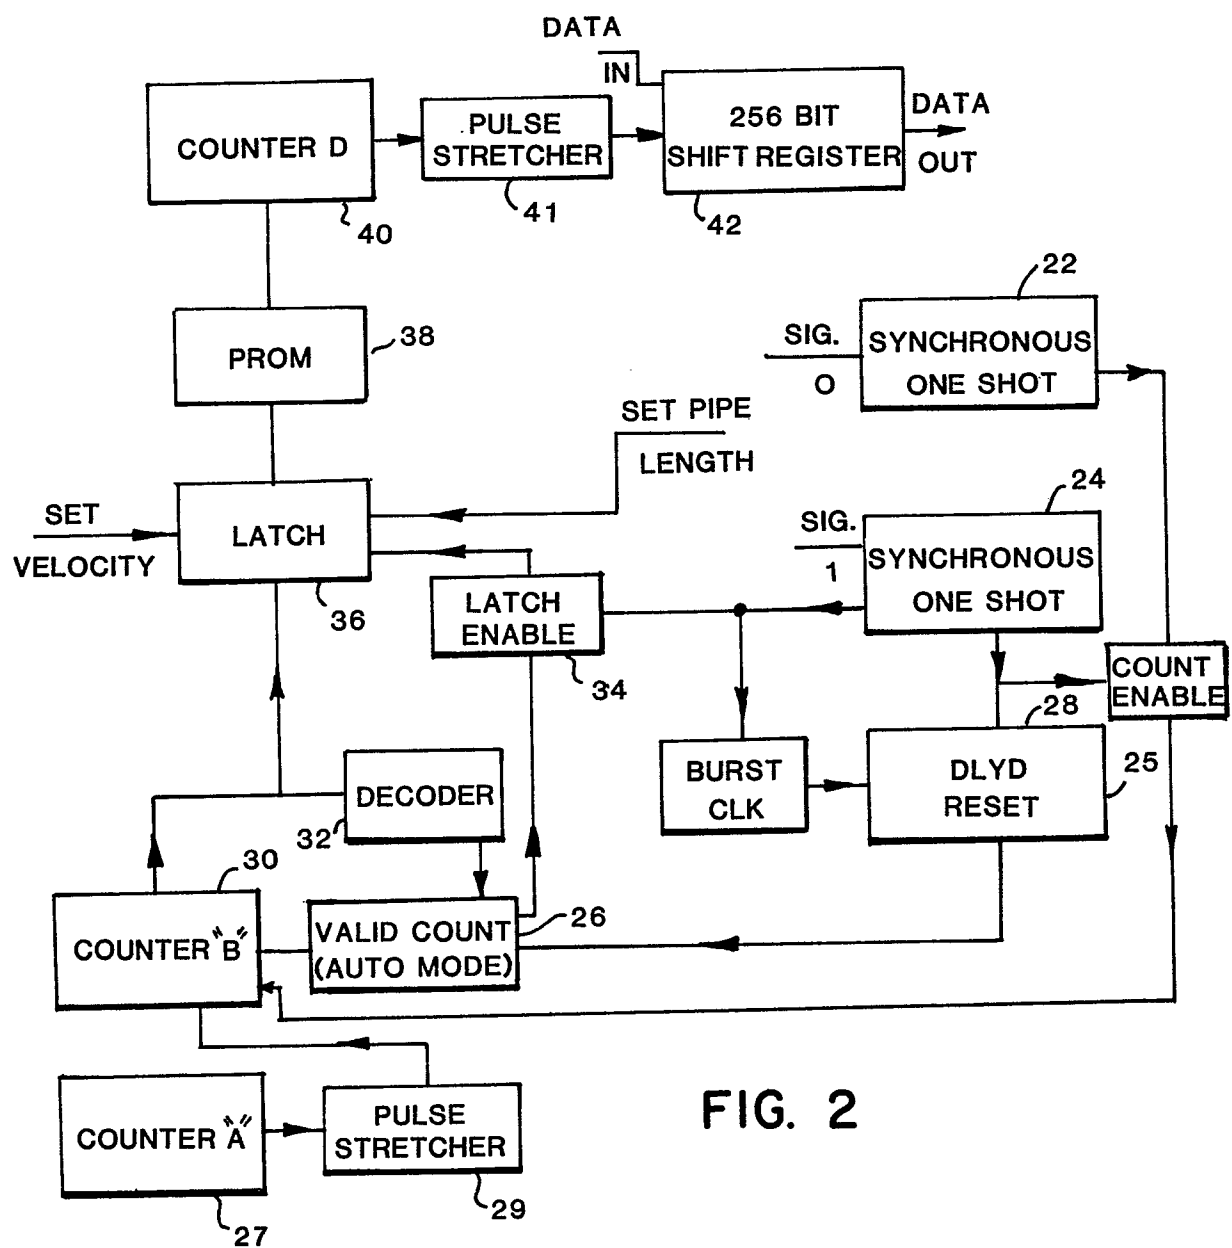 DATA
IN
COUNTER D
PULSE
STRETCHER
256 BIT
SHIFT REGISTER
DATA
OUT
40
41
42
22
PROM
38
SIG.
0
SYNCHRONOUS
ONE SHOT
SET PIPE
LENGTH
24
SET
VELOCITY
LATCH
36
SIG.
1
SYNCHRONOUS
ONE SHOT
LATCH
ENABLE
34
COUNT
ENABLE
28
DECODER
32
BURST
CLK
DLYD
RESET
25
30
COUNTER "B"
VALID COUNT
(AUTO MODE)
26
COUNTER "A"
PULSE
STRETCHER
27
29
FIG. 2